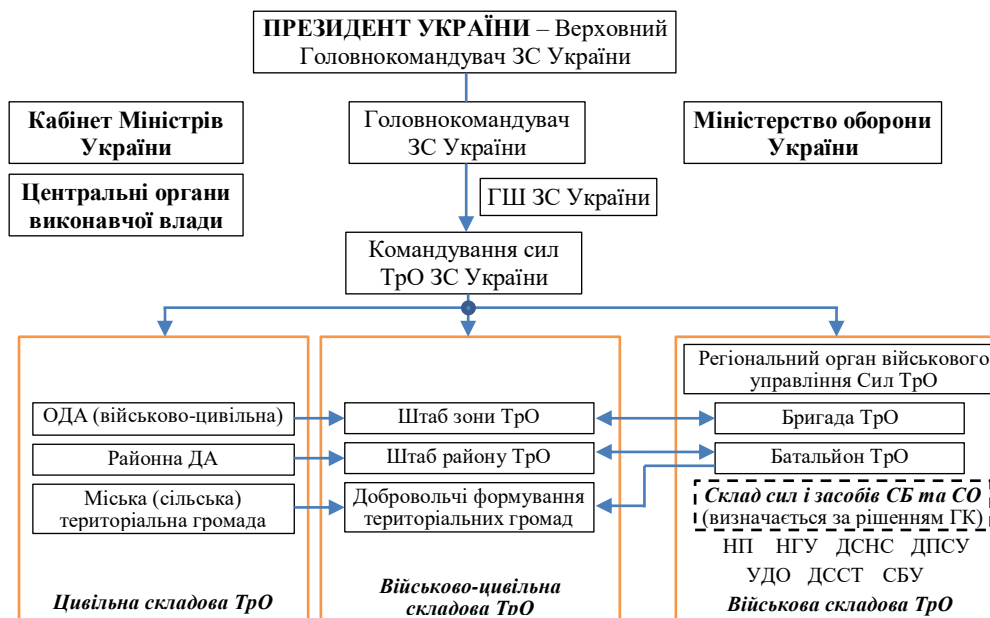 ПРЕЗИДЕНТ УКРАЇНИ – Верховний
Головнокомандувач ЗС України
Кабінет Міністрів
України
Головнокомандувач
ЗС України
Міністерство оборони
України
Центральні органи
виконавчої влади
ГШ ЗС України
Командування сил
ТрО ЗС України
ОДА (військово-цивільна)
Районна ДА
Міська (сільська)
територіальна громада
Цивільна складова ТрО
Штаб зони ТрО
Штаб району ТрО
Добровольчі формування
територіальних громад
Військово-цивільна
складова ТрО
Регіональний орган військового
управління Сил ТрО
Бригада ТрО
Батальйон ТрО
Склад сил і засобів СБ та СО
(визначається за рішенням ГК)
НП НГУ ДСНС ДПСУ
УДО ДССТ СБУ
Військова складова ТрО